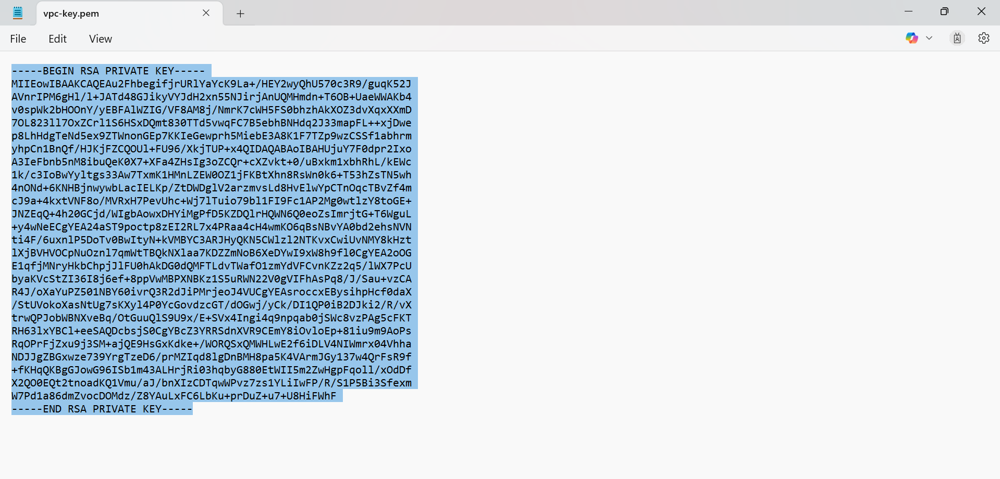 vpc-key.pem
File Edit View
-----BEGIN RSA PRIVATE KEY-----
MIIEowIBAAKCAQEAu2FhbegifjrURlYaYcK9La+/HEY2wyQhU570c3R9/guqK52J
AVnrIPM6gHl/l+JATd48GJikyVYJdH2xn55NJirjAnUQMHmdn+T6OB+UaeWWAKb4
v0spWk2bHOOnY/yEBFAlWZIG/VF8AM8j/NmrK7cWH5FS0bhzhAkXOZ3dvXqxXXmD
7OL823ll7OxZCrl1S6HSxDQmt830TTd5vwqFC7B5ebhBNHdq2J33mapFL++xjDwe
p8LhHdgTeNd5ex9ZTWnonGEp7KKIeGewprh5MiebE3A8K1F7TZp9wzCSSf1abhrm
yhpCn1BnQf/HJKjFZCQOUl+FU96/XkjTUP+x4QIDAQABAoIBAHUjuY7F0dpr2Ixo
A3IeFbnb5nM8ibuQeK0X7+XFa4ZHsIg3oZCQr+cXZvkt+0/uBxkm1xbhRhL/kEWc
1k/c3IoBwYyltgs33Aw7TxmK1HMnLZEW0OZ1jFKBtXhn8RsWn0k6+T53hZsTN5wh
4nONd+6KNHBjnwywbLacIELKp/ZtDWDglV2arzmvsLd8HvElwYpCTnOqcTBvZf4m
cJ9a+4kxtVNF8o/MVRxH7PevUhc+Wj7lTuio79bl1FI9Fc1AP2Mg0wtlzY8toGE+
JNZEqQ+4h20GCjd/WIgbAowxDHYiMgPfD5KZDQlrHQWN6Q0eoZsImrjtG+T6WguL
+y4wNeECgYEA24aST9poctp8zEI2RL7x4PRaa4cH4wmKO6qBsNBvYA0bd2ehsNVN
ti4F/6uxnlP5DoTv0BwItyN+kVMBYC3ARJHyQKN5CWlzl2NTKvxCwiUvNMY8kHzt
lXjBVHVOCpNuOznl7qmWtTBQkNXlaa7KDZZmNoB6XeDYwI9xW8h9fl0CgYEA2oOG
E1qfjMNryHkbChpjJlFU0hAkDG0dQMFTLdvTWafO1zmYdVFCvnKZz2q5/lWX7PcU
byaKVcStZI36I8j6ef+8ppVwMBPXNBKz1S5uRWN22V0gVIFhAsPq8/J/Sau+vzCA
R4J/oXaYuPZ501NBY60ivrQ3R2dJiPMrjeoJ4VUCgYEAsroccxEBysihpHcf0daX
/StUVokoXasNtUg7sKXyl4P0YcGovdzcGT/dOGwj/yCk/DI1QP0iB2DJki2/R/vX
trwQPJobWBNXveBq/OtGuuQlS9U9x/E+SVx4Ingi4q9npqab0jSWc8vzPAg5cFKT
RH63lxYBCl+eeSAQDcbsjS0CgYBcZ3YRRSdnXVR9CEmY8iOvloEp+81iu9m9AoPs
RqOPrFjZxu9j3SM+ajQE9HsGxKdke+/WORQSxQMWHLwE2f6iDLV4NIWmrx04Vhha
NDJJgZBGxwze739YrgTzeD6/prMZIqd8lgDnBMH8pa5K4VArmJGy137w4QrFsR9f
+fKHqQKBgGJowG96ISb1m43ALHrjRi03hqbyG880EtWII5m2ZwHgpFqoll/xOdDf
X2QO0EQt2tnoadKQ1Vmu/aJ/bnXIzCDTqwWPvz7zs1YLiIwFP/R/S1P5Bi3Sfexm
W7Pd1a86dmZvocDOMdz/Z8YAuLxFC6LbKu+prDuZ+u7+U8HiFWhF
-----END RSA PRIVATE KEY-----